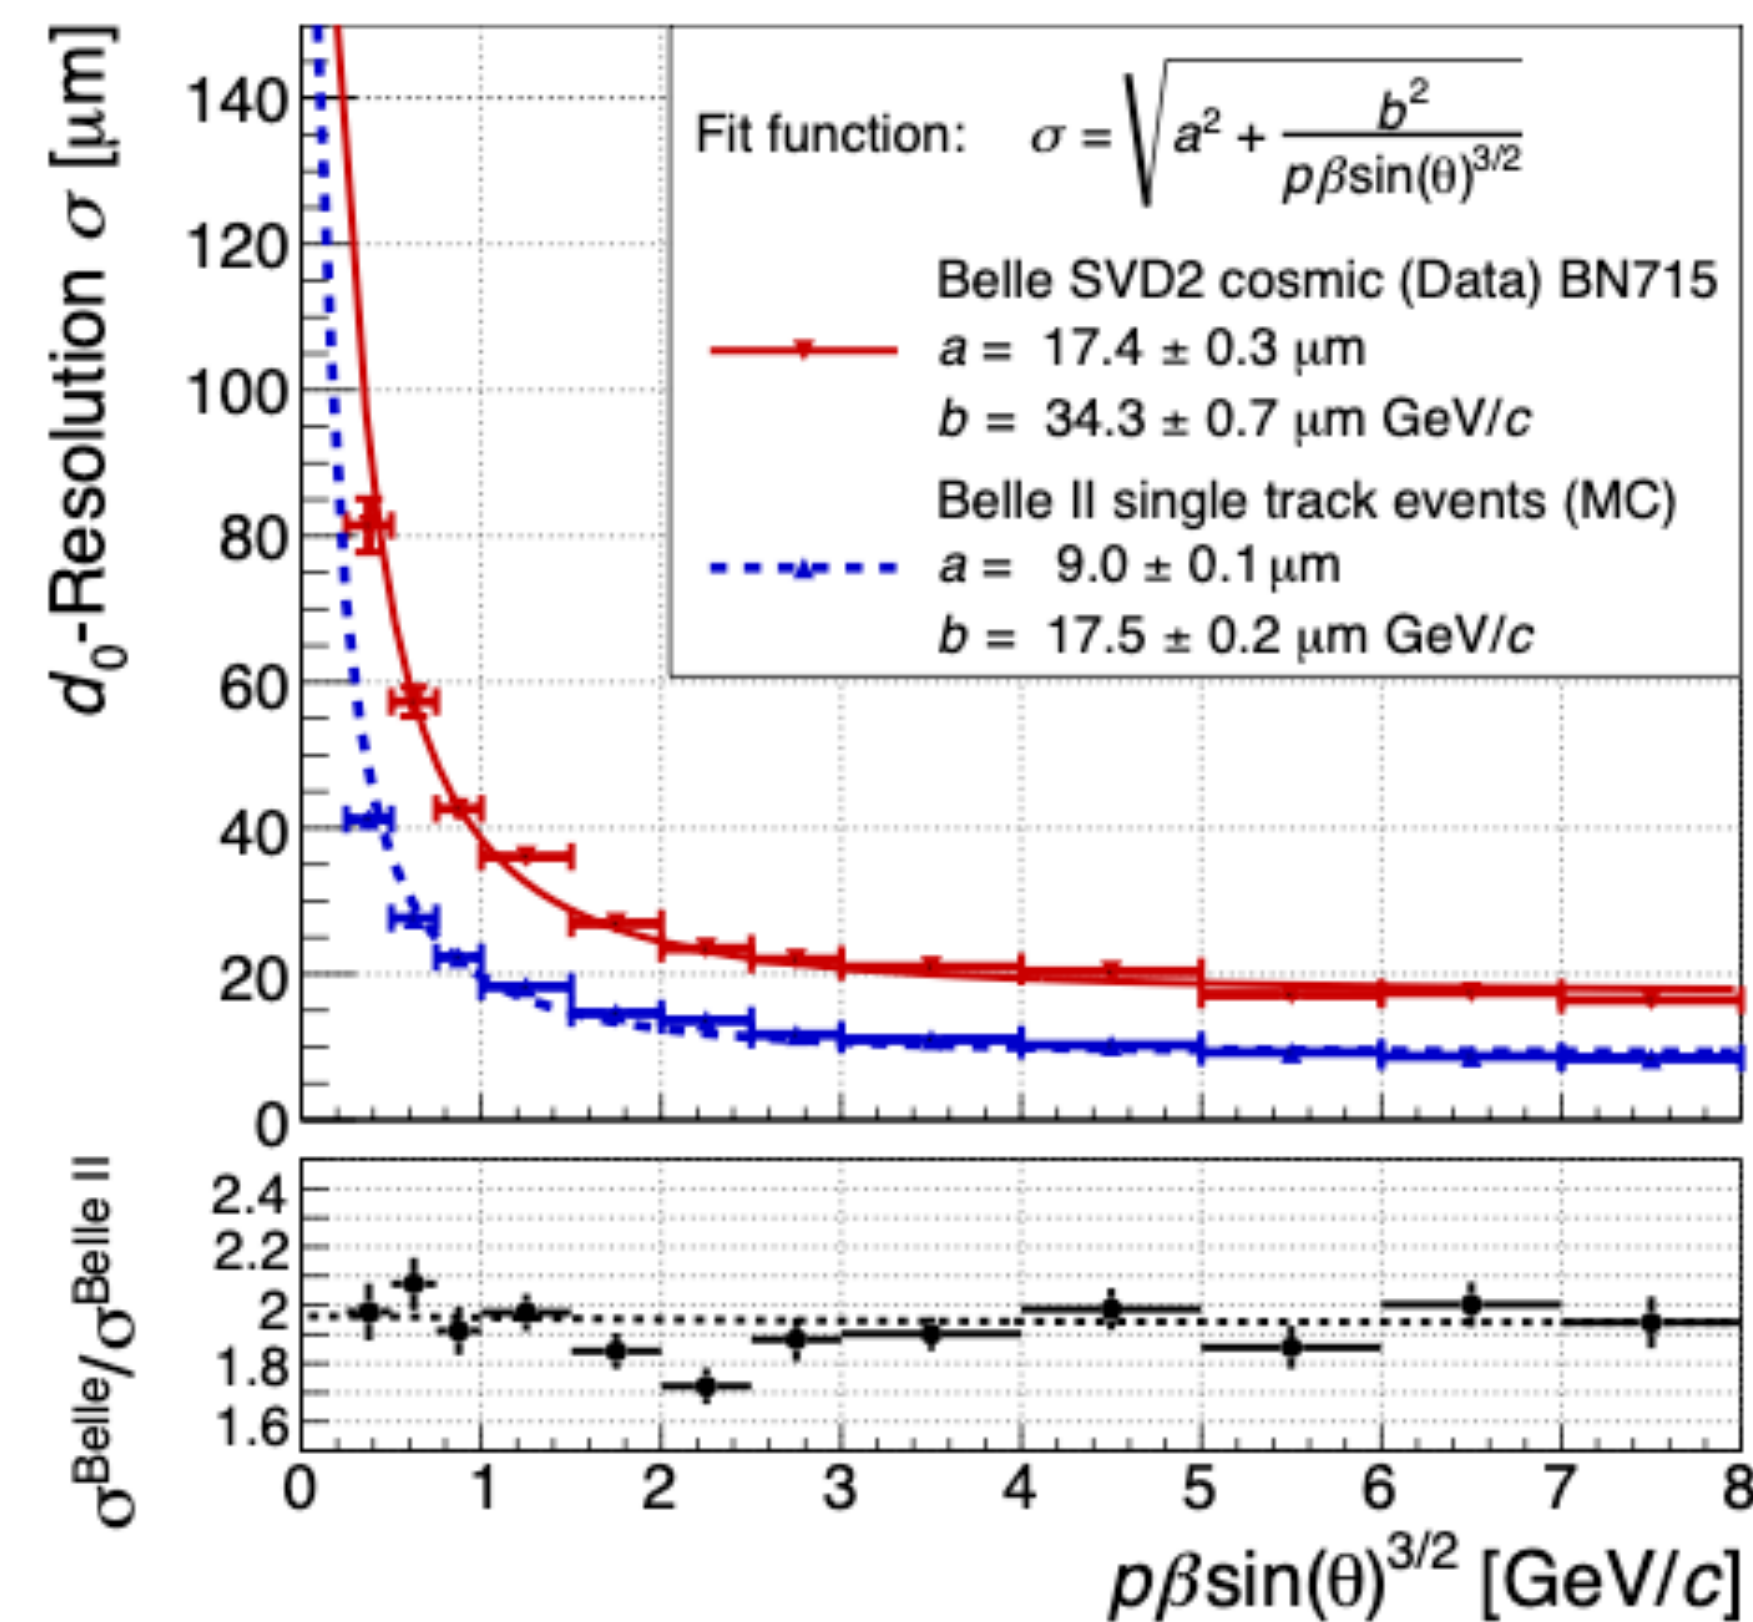 d₀-Resolution σ [μm]
140
120
100
80
60
40
20
0
Fit function: σ = √(a² + b² / pβsin(θ)^3/2)
Belle SVD2 cosmic (Data) BN715
a = 17.4 ± 0.3 μm
b = 34.3 ± 0.7 μm GeV/c
Belle II single track events (MC)
a = 9.0 ± 0.1 μm
b = 17.5 ± 0.2 μm GeV/c
σ^Belle/σ^Belle II
2.4
2.2
2
1.8
1.6
0 1 2 3 4 5 6 7 8
pβsin(θ)^3/2 [GeV/c]